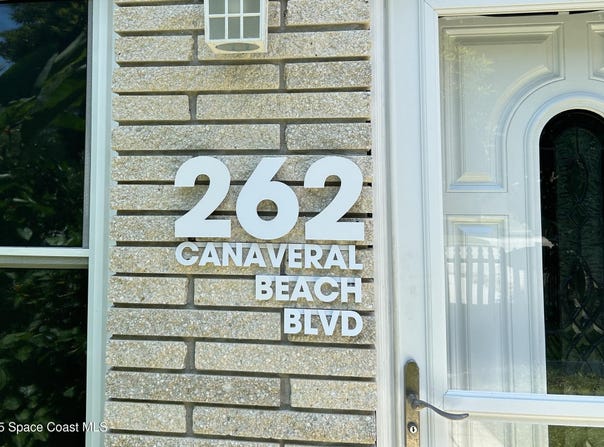 262
CANAVERAL
BEACH
BLVD
5 Space Coast MLS